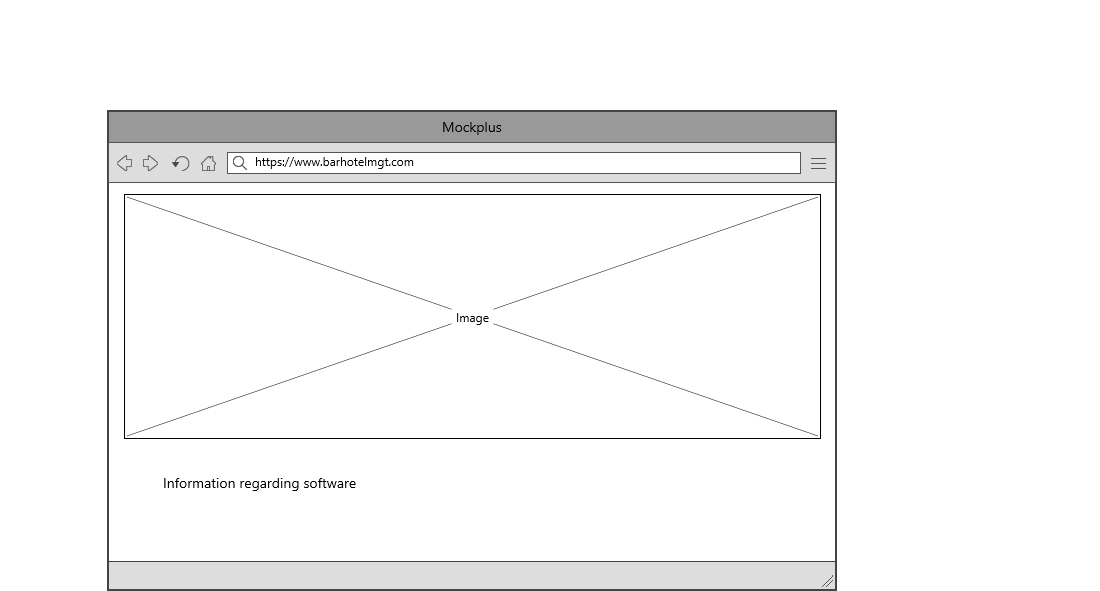 Mockplus
https://www.barhotelmgt.com
Image
Information regarding software